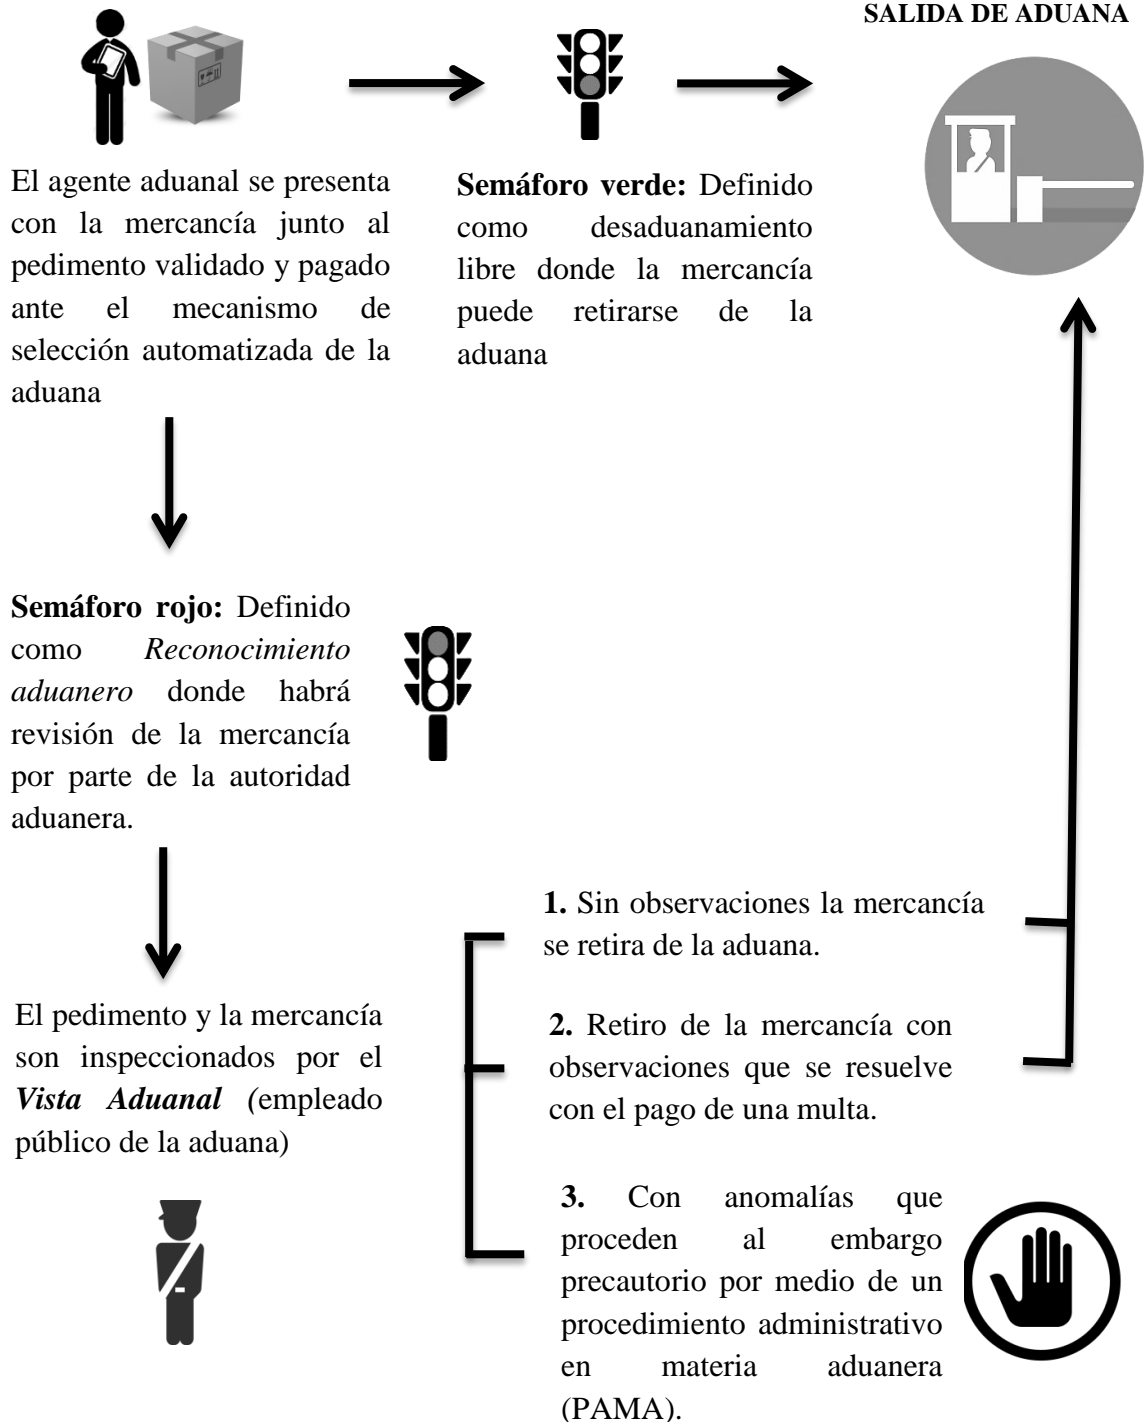 SALIDA DE ADUANA
El agente aduanal se presenta
con la mercancía junto al
pedimento validado y pagado
ante el mecanismo de
selección automatizada de la
aduana
Semáforo verde: Definido
como desaduanamiento
libre donde la mercancía
puede retirarse de la
aduana
Semáforo rojo: Definido
como Reconocimiento
aduanero donde habrá
revisión de la mercancía
por parte de la autoridad
aduanera.
El pedimento y la mercancía
son inspeccionados por el
Vista Aduanal (empleado
público de la aduana)
1. Sin observaciones la mercancía
se retira de la aduana.
2. Retiro de la mercancía con
observaciones que se resuelve
con el pago de una multa.
3. Con anomalías que
proceden al embargo
precautorio por medio de un
procedimiento administrativo
en materia aduanera
(PAMA).